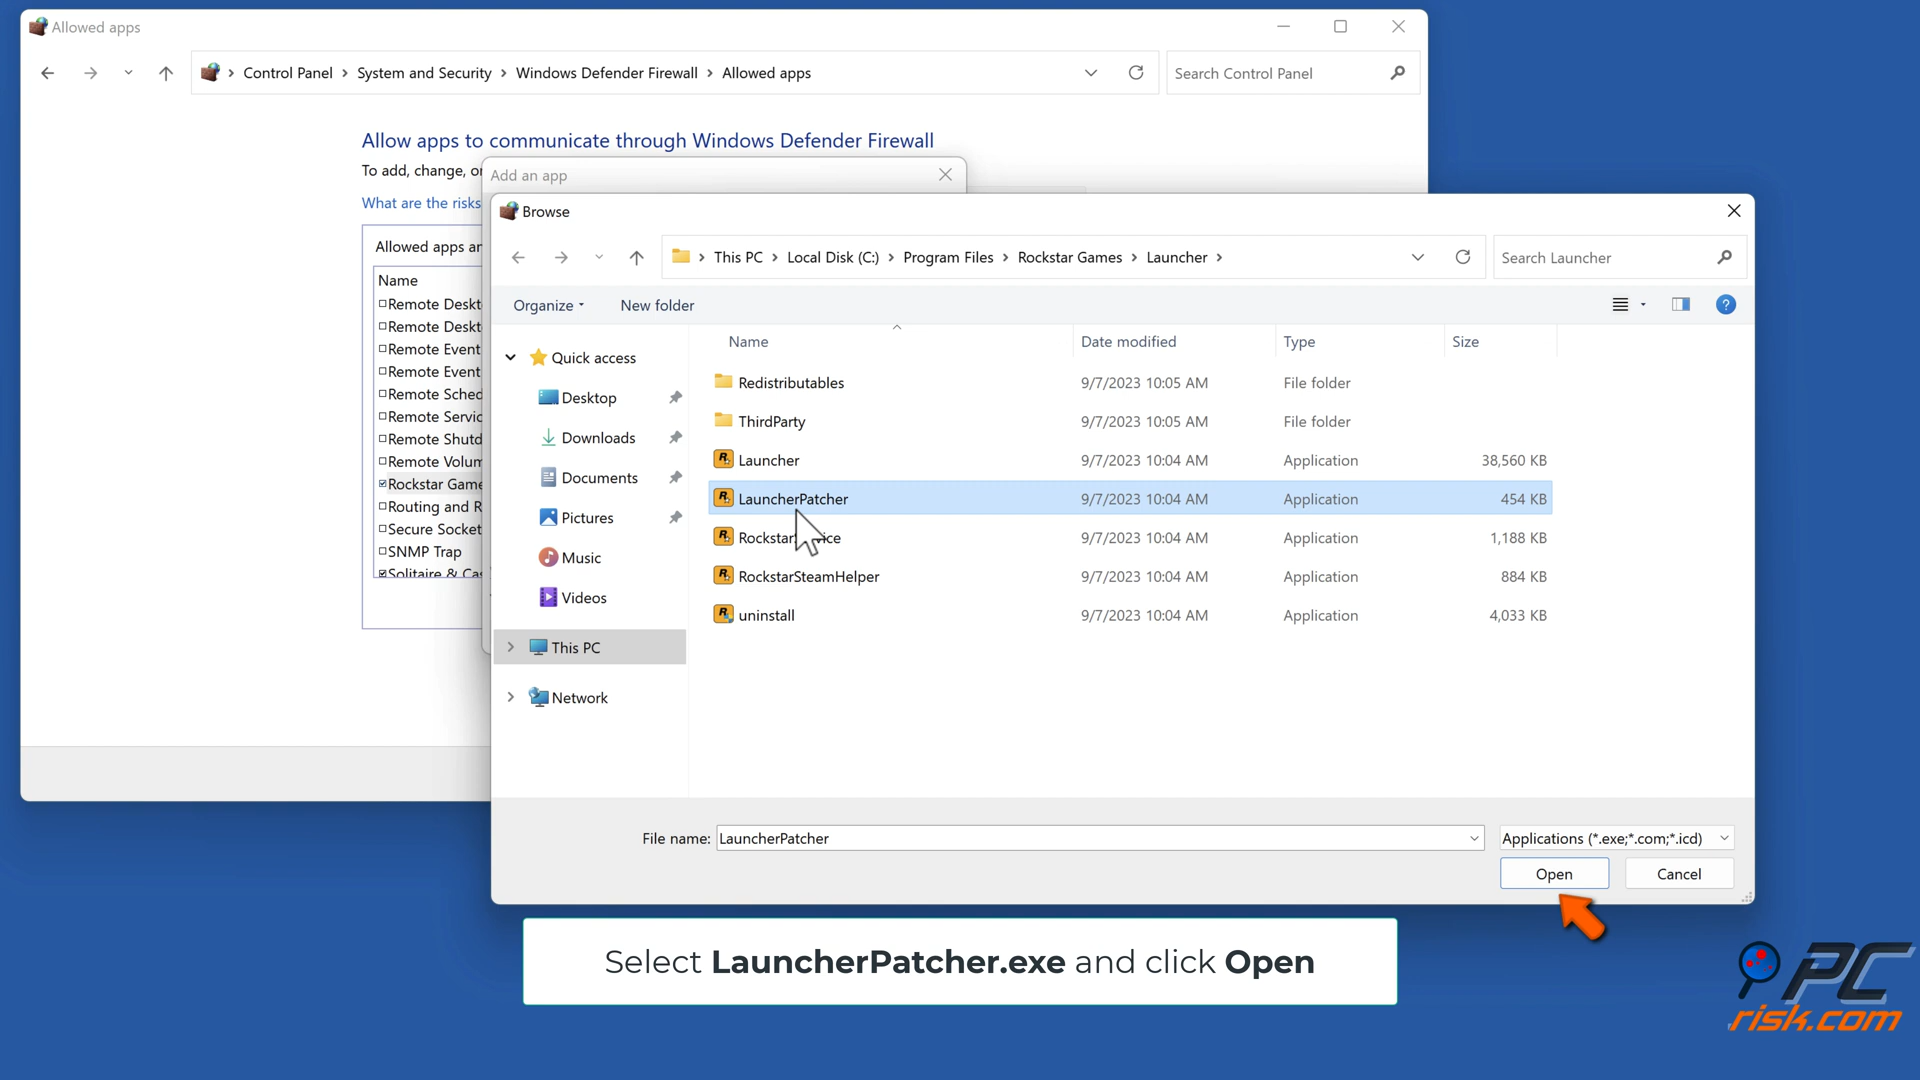 Allowed apps
Control Panel
System and Security
Windows Defender Firewall
Allowed apps
Search Control Panel
Allow apps to communicate through Windows Defender Firewall
To add, change, or
What are the risks
Allowed apps an
Name
Remote Deskt
Remote Deskt
Remote Event
Remote Event
Remote Sched
Remote Servic
Remote Shutd
Remote Volum
Rockstar Game
Routing and R
Secure Socket
SNMP Trap
Solitaire & Cas
Add an app
Browse
This PC
Local Disk (C:)
Program Files
Rockstar Games
Launcher
Search Launcher
Organize
New folder
?
Quick access
Desktop
Downloads
Documents
Pictures
Music
Videos
This PC
Network
Name Date modified Type Size
Redistributables 9/7/2023 10:05 AM File folder
ThirdParty 9/7/2023 10:05 AM File folder
Launcher 9/7/2023 10:04 AM Application 38,560 KB
LauncherPatcher 9/7/2023 10:04 AM Application 454 KB
9/7/2023 10:04 AM Application 1,188 KB
RockstarSteamHelper 9/7/2023 10:04 AM Application 884 KB
uninstall 9/7/2023 10:04 AM Application 4,033 KB
File name: LauncherPatcher
Applications (*.exe;*.com;*.icd)
Open
Cancel
Select LauncherPatcher.exe and click Open
PC
risk.com